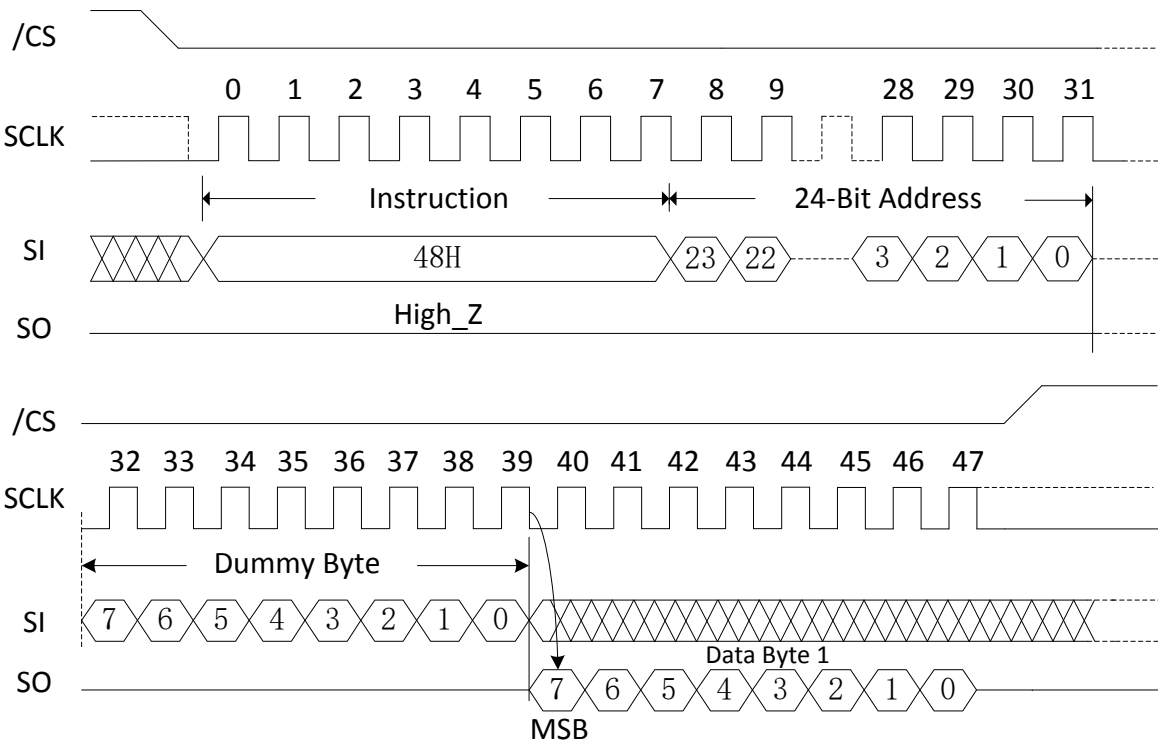 /CS
0 1 2 3 4 5 6 7 8 9 28 29 30 31
SCLK
Instruction 24-Bit Address
SI 48H 23 22 3 2 1 0
High_Z
SO
/CS
32 33 34 35 36 37 38 39 40 41 42 43 44 45 46 47
SCLK
Dummy Byte
SI 7 6 5 4 3 2 1 0
Data Byte 1
SO 7 6 5 4 3 2 1 0
MSB